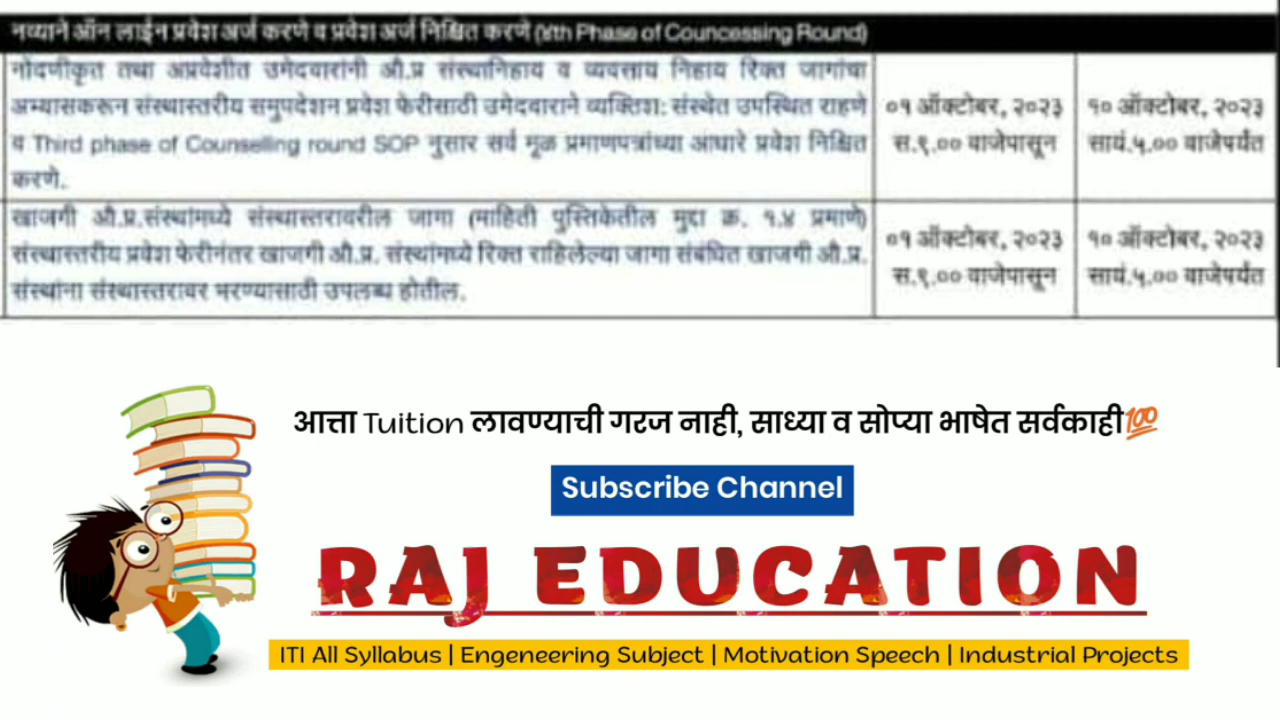 नव्याने ऑन लाईन प्रवेश अर्ज करणे व प्रवेश अर्ज निश्चित करणे (४th Phase of Councessing Round)
नोंदणीकृत तथा अप्रवेशीत उमेदवारांनी औ.प्र संस्थानिहाय व व्यवसाय निहाय रिक्त जागांचा
अभ्यासकरून संस्थास्तरीय समुपदेशन प्रवेश फेरीसाठी उमेदवाराने व्यक्तिश: संस्थेत उपस्थित राहणे
व Third phase of Counselling round SOP नुसार सर्व मूळ प्रमाणपत्रांच्या आधारे प्रवेश निश्चित
करणे.
०१ ऑक्टोबर, २०२३
स.९.०० वाजेपासून
१० ऑक्टोबर, २०२३
सायं.५.०० वाजेपर्यंत
खाजगी औ.प्र.संस्थांमध्ये संस्थास्तरावरील जागा (माहिती पुस्तिकेतील मुद्दा क्र. १.४ प्रमाणे)
संस्थास्तरीय प्रवेश फेरीनंतर खाजगी औ.प्र. संस्थांमध्ये रिक्त राहिलेल्या जागा संबंधित खाजगी औ.प्र.
संस्थांना संस्थास्तरावर भरण्यासाठी उपलब्ध होतील.
०१ ऑक्टोबर, २०२३
स.९.०० वाजेपासून
१० ऑक्टोबर, २०२३
सायं.५.०० वाजेपर्यंत
आत्ता Tuition लावण्याची गरज नाही, साध्या व सोप्या भाषेत सर्वकाही💯
Subscribe Channel
RAJ EDUCATION
ITI All Syllabus | Engeneering Subject | Motivation Speech | Industrial Projects